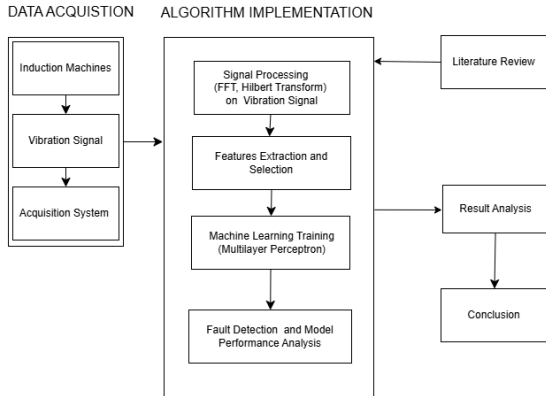 DATA ACQUISTION
Induction Machines
Vibration Signal
Acquisition System
ALGORITHM IMPLEMENTATION
Signal Processing
(FFT, Hilbert Transform)
on Vibration Signal
Features Extraction and
Selection
Machine Learning Training
(Multilayer Perceptron)
Fault Detection and Model
Performance Analysis
Literature Review
Result Analysis
Conclusion